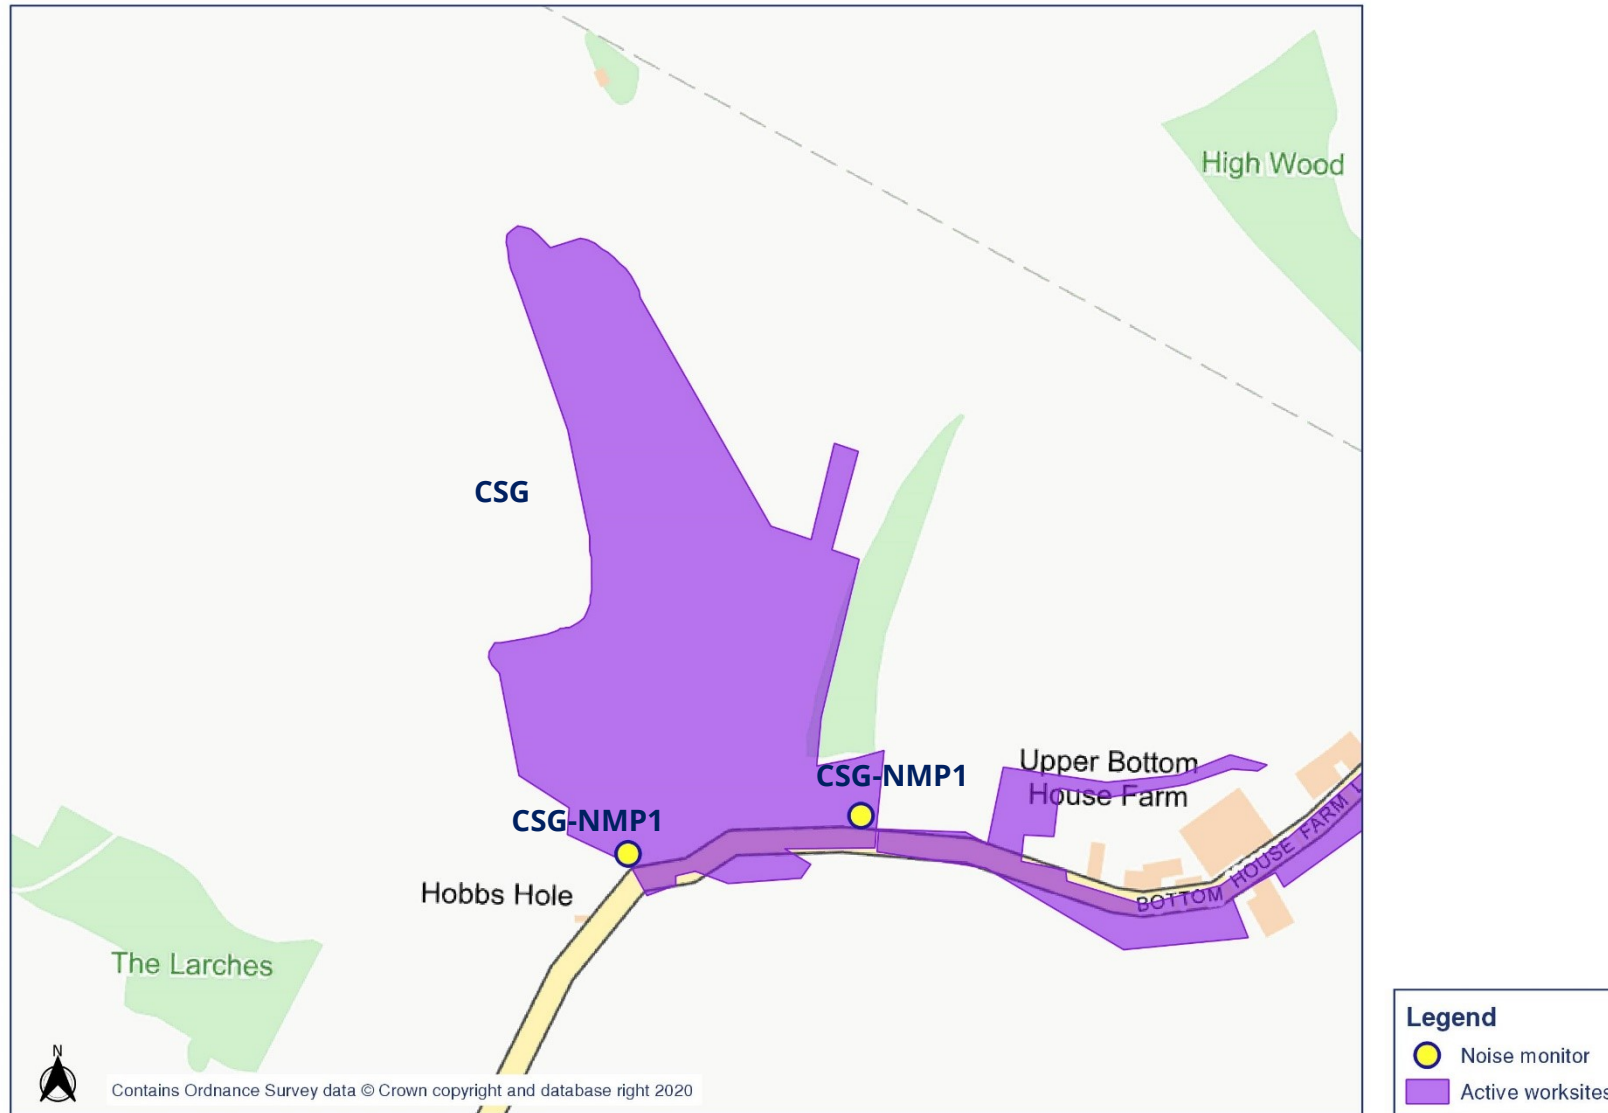 High Wood
CSG
Upper Bottom
House Farm
CSG-NMP1
CSG-NMP1
Hobbs Hole
BOTTOM HOUSE FARM L
The Larches
N
Contains Ordnance Survey data © Crown copyright and database right 2020
Legend
Noise monitor
Active worksites